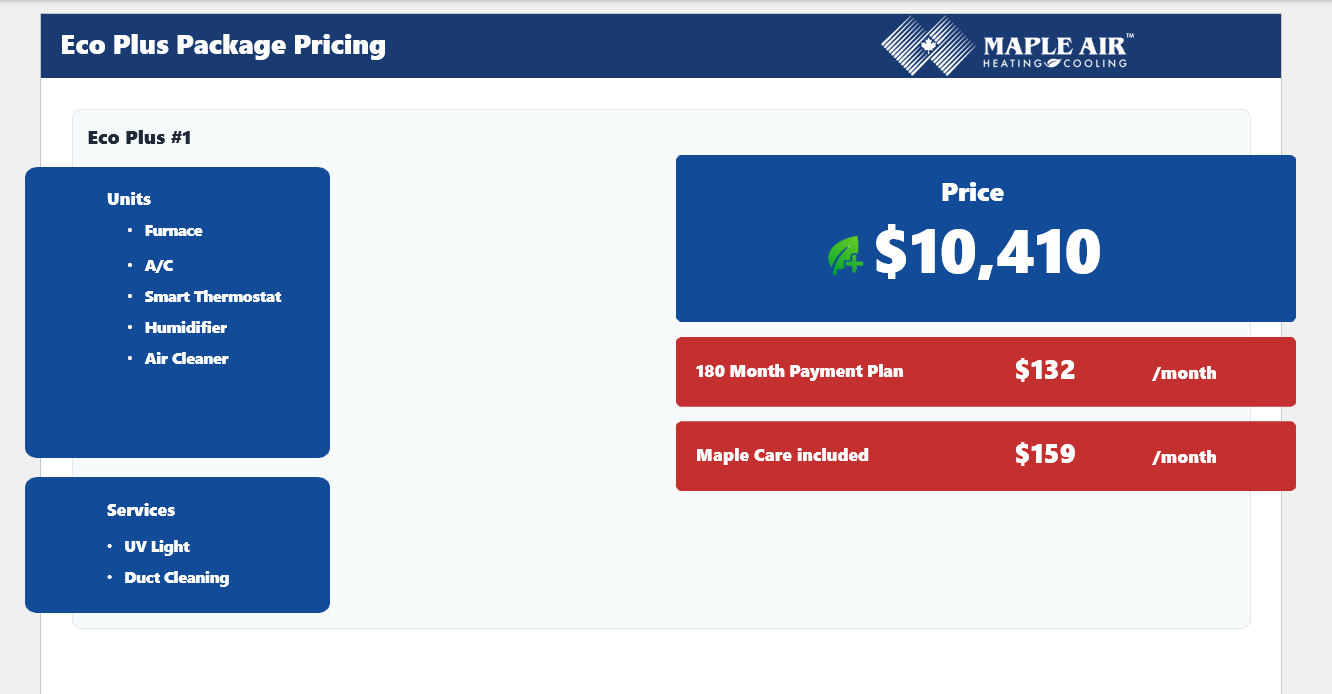 Eco Plus Package Pricing
MAPLE AIR™
HEATING COOLING
Eco Plus #1
Units
• Furnace
• A/C
• Smart Thermostat
• Humidifier
• Air Cleaner
Services
• UV Light
• Duct Cleaning
Price
$10,410
180 Month Payment Plan $132 /month
Maple Care included $159 /month